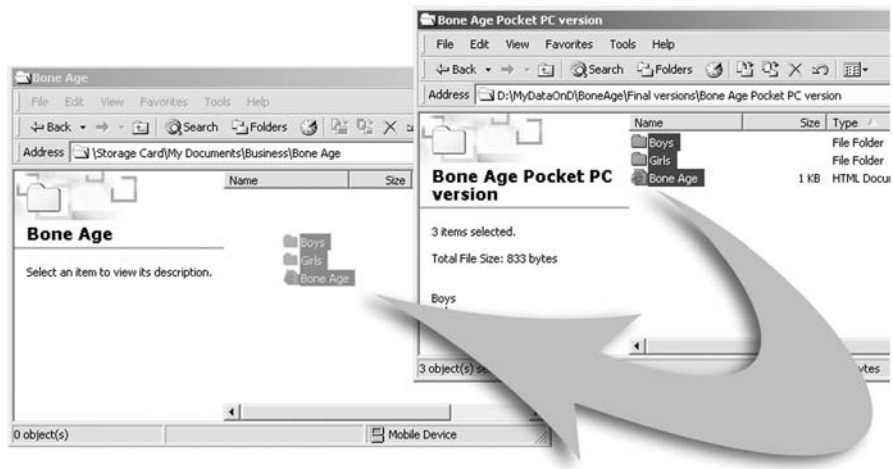 Bone Age Pocket PC version
File Edit View Favorites Tools Help
Back Search Folders
Address D:\MyDataOnD\BoneAge\Final versions\Bone Age Pocket PC version
Name Size Type
Boys File Folder
Girls File Folder
Bone Age 1 KB HTML Docu
Bone Age Pocket PC
version
3 items selected.
Total File Size: 833 bytes
Boys
3 object(s)
Bone Age
File Edit View Favorites Tools Help
Back Search Folders
Address \Storage Card\My Documents\Business\Bone Age
Name Size
Bone Age
Select an item to view its description.
Boys
Girls
Bone Age
0 object(s) Mobile Device